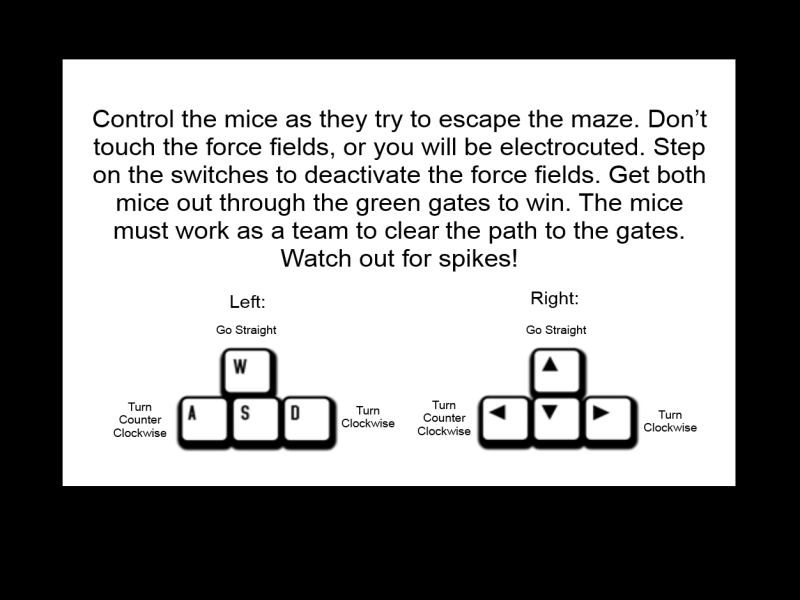 Control the mice as they try to escape the maze. Don’t
touch the force fields, or you will be electrocuted. Step
on the switches to deactivate the force fields. Get both
mice out through the green gates to win. The mice
must work as a team to clear the path to the gates.
Watch out for spikes!
Left:
Right:
Go Straight
Go Straight
W
Turn
Counter
Clockwise
A
S
D
Turn
Clockwise
Turn
Counter
Clockwise
Turn
Clockwise